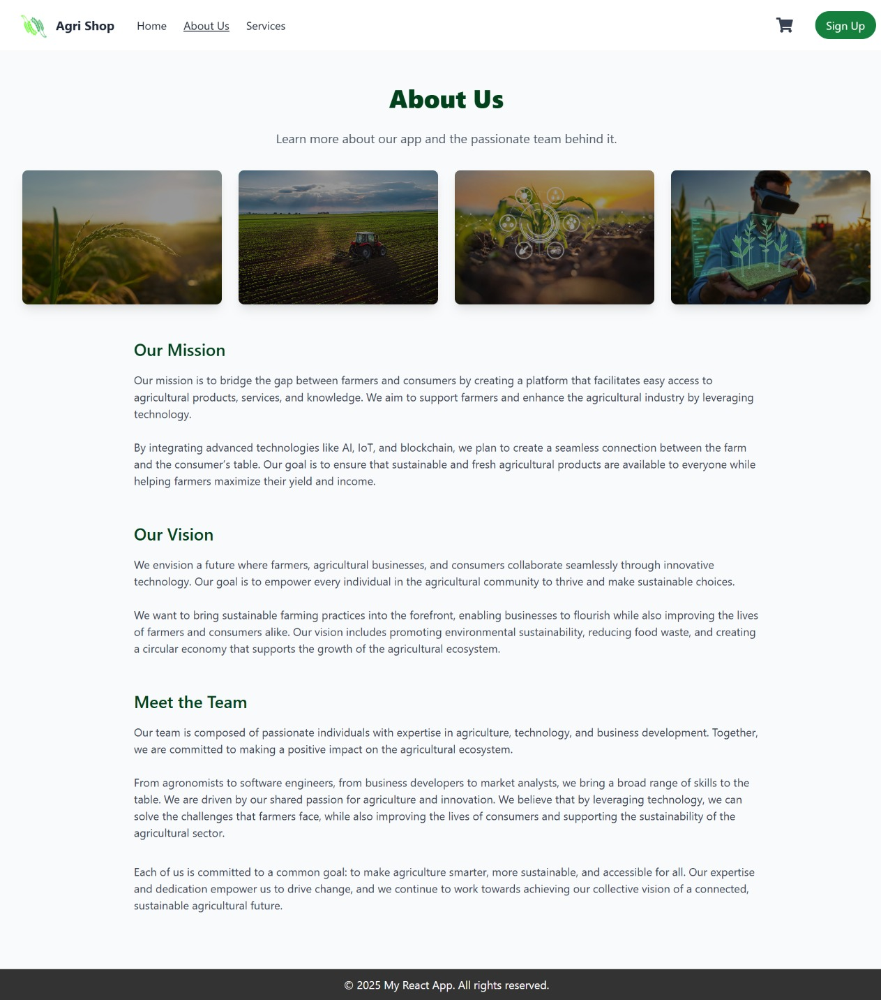 Agri Shop
Home
About Us
Services
Sign Up
About Us
Learn more about our app and the passionate team behind it.
Our Mission
Our mission is to bridge the gap between farmers and consumers by creating a platform that facilitates easy access to
agricultural products, services, and knowledge. We aim to support farmers and enhance the agricultural industry by leveraging
technology.
By integrating advanced technologies like AI, IoT, and blockchain, we plan to create a seamless connection between the farm
and the consumer’s table. Our goal is to ensure that sustainable and fresh agricultural products are available to everyone while
helping farmers maximize their yield and income.
Our Vision
We envision a future where farmers, agricultural businesses, and consumers collaborate seamlessly through innovative
technology. Our goal is to empower every individual in the agricultural community to thrive and make sustainable choices.
We want to bring sustainable farming practices into the forefront, enabling businesses to flourish while also improving the lives
of farmers and consumers alike. Our vision includes promoting environmental sustainability, reducing food waste, and creating
a circular economy that supports the growth of the agricultural ecosystem.
Meet the Team
Our team is composed of passionate individuals with expertise in agriculture, technology, and business development. Together,
we are committed to making a positive impact on the agricultural ecosystem.
From agronomists to software engineers, from business developers to market analysts, we bring a broad range of skills to the
table. We are driven by our shared passion for agriculture and innovation. We believe that by leveraging technology, we can
solve the challenges that farmers face, while also improving the lives of consumers and supporting the sustainability of the
agricultural sector.
Each of us is committed to a common goal: to make agriculture smarter, more sustainable, and accessible for all. Our expertise
and dedication empower us to drive change, and we continue to work towards achieving our collective vision of a connected,
sustainable agricultural future.
© 2025 My React App. All rights reserved.